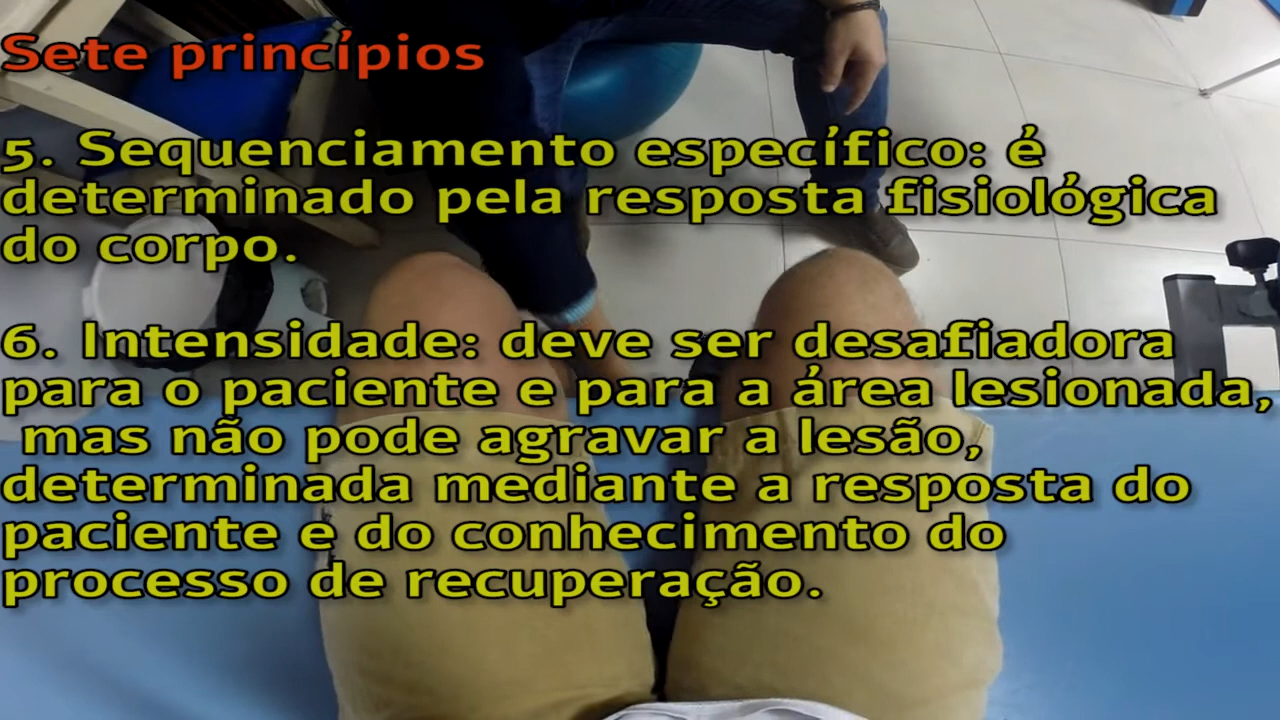 Sete princípios
5. Sequenciamento específico: é
determinado pela resposta fisiológica
do corpo.
6. Intensidade: deve ser desafiadora
para o paciente e para a área lesionada,
mas não pode agravar a lesão,
determinada mediante a resposta do
paciente e do conhecimento do
processo de recuperação.